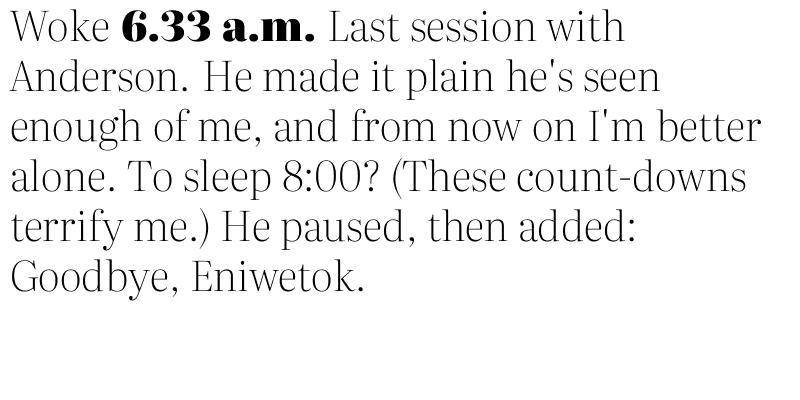 Woke 6.33 a.m. Last session with
Anderson. He made it plain he's seen
enough of me, and from now on I'm better
alone. To sleep 8:00? (These count-downs
terrify me.) He paused, then added:
Goodbye, Eniwetok.